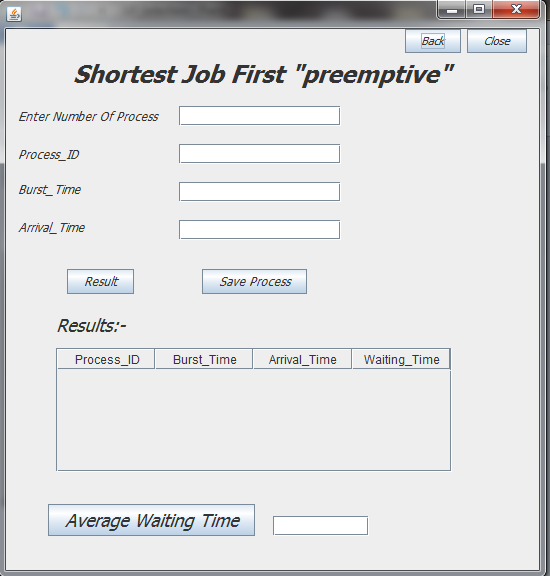 Back Close
Shortest Job First "preemptive"
Enter Number Of Process
Process_ID
Burst_Time
Arrival_Time
Result Save Process
Results:-
Process_ID Burst_Time Arrival_Time Waiting_Time
Average Waiting Time